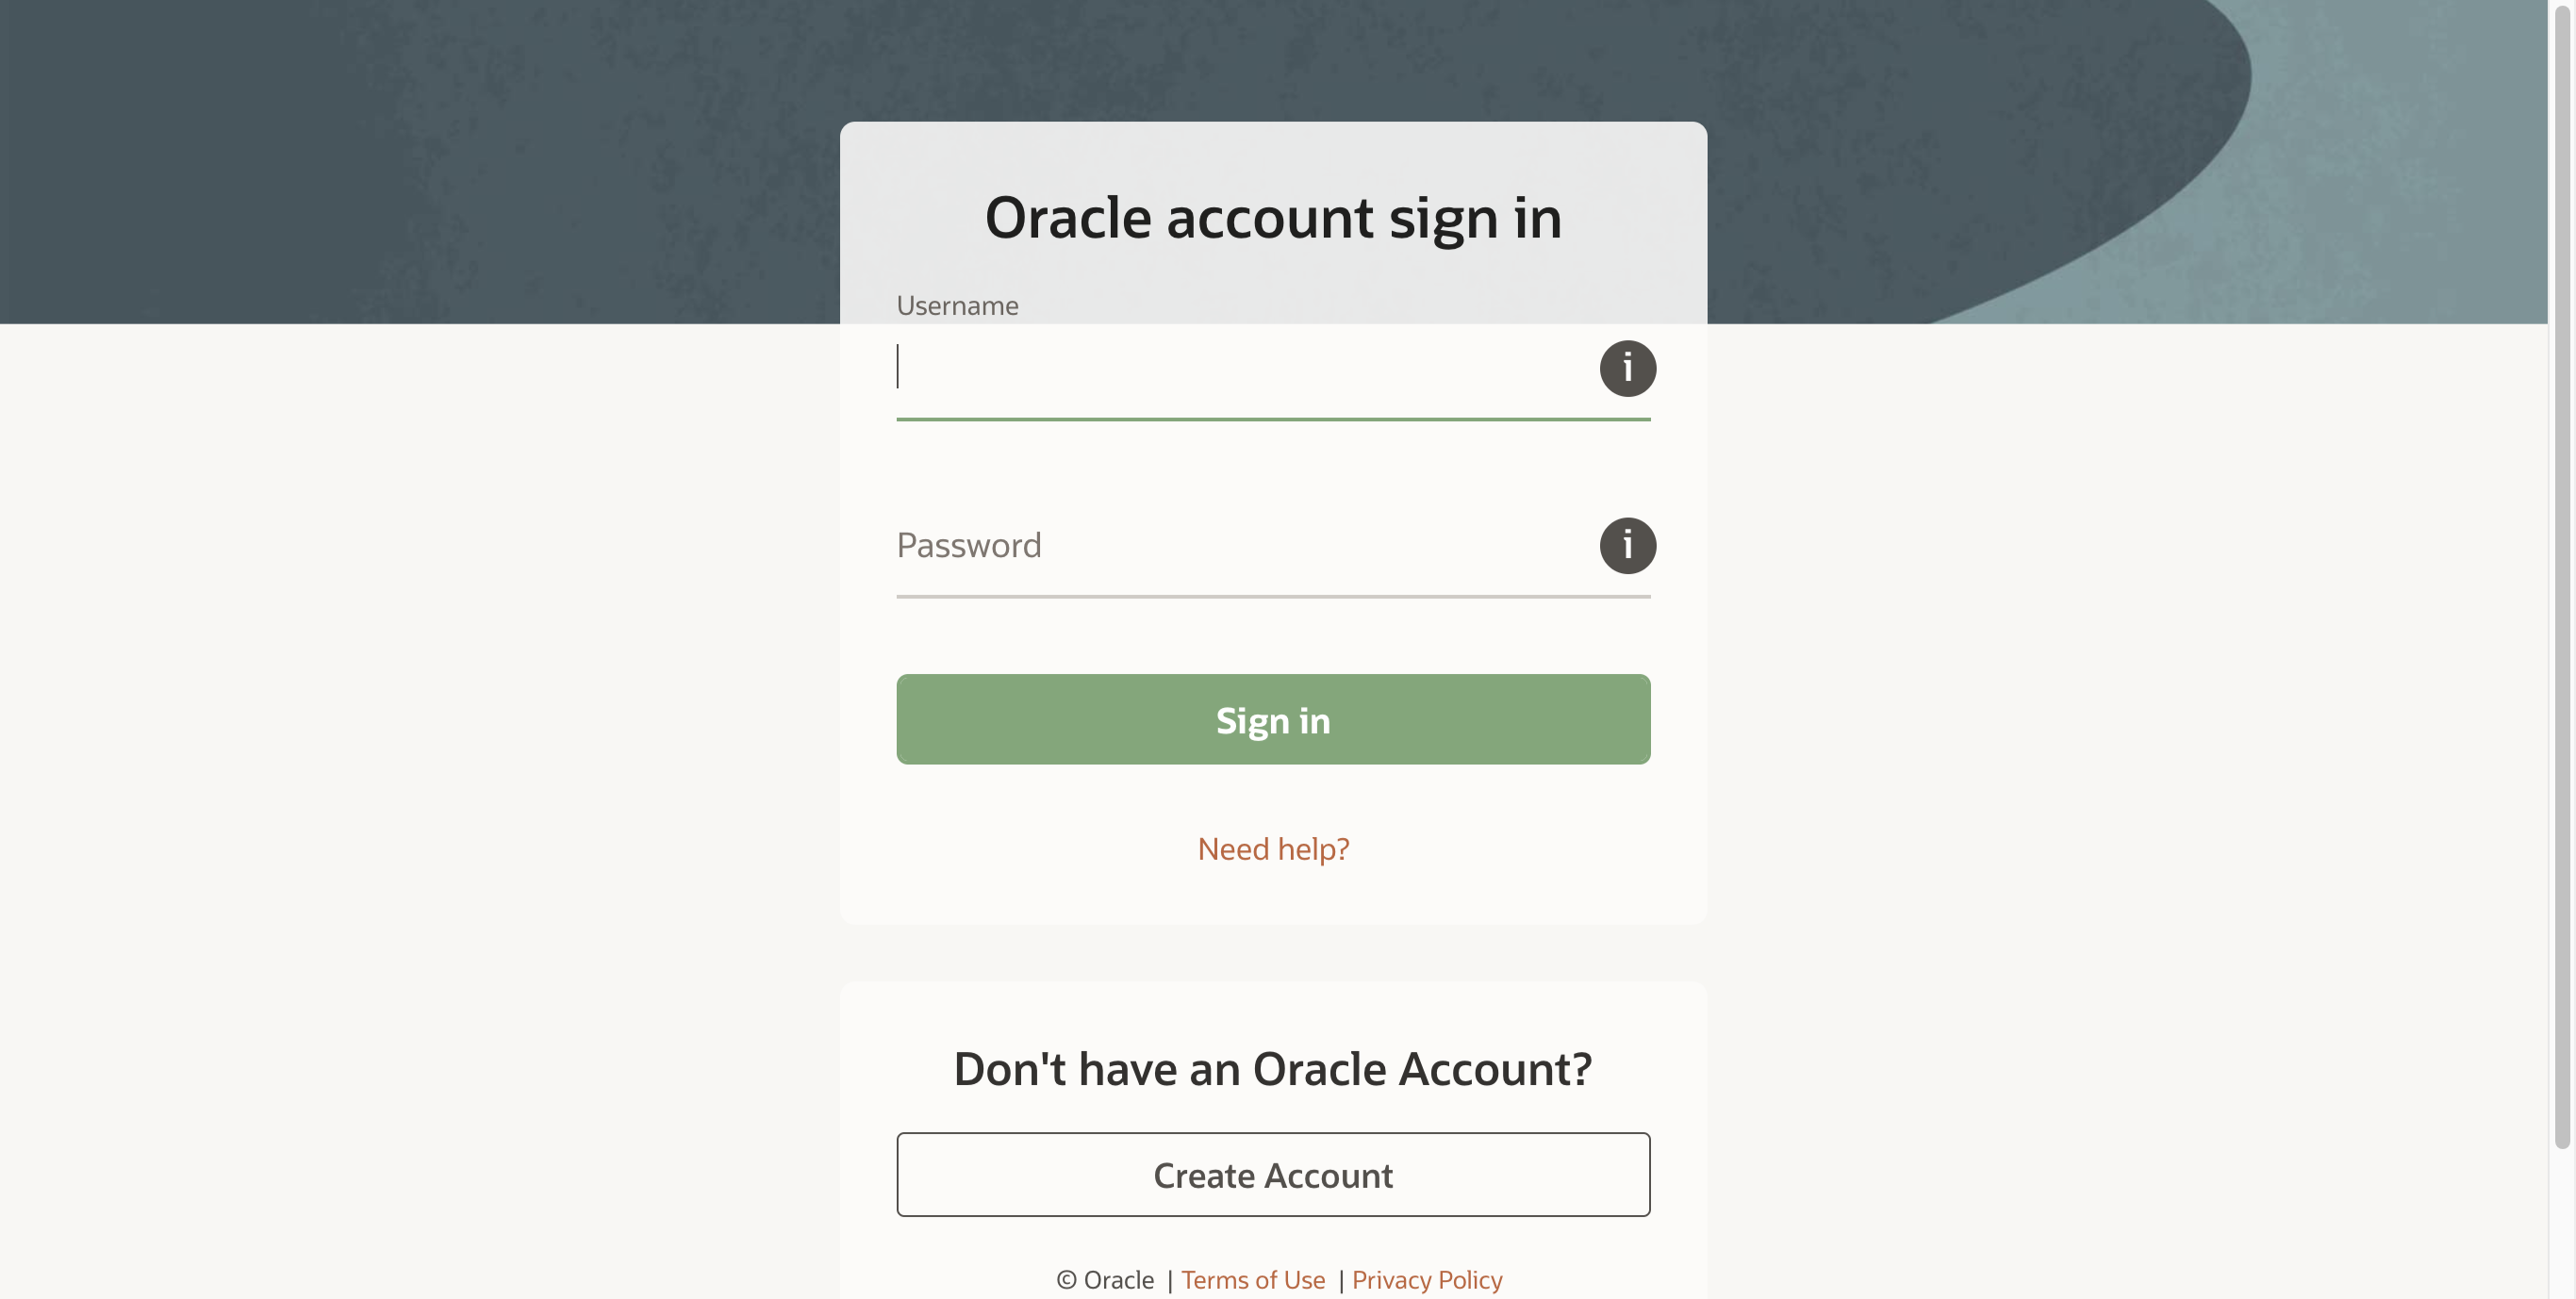 Oracle account sign in
Username
i
Password
i
Sign in
Need help?
Don't have an Oracle Account?
Create Account
© Oracle | Terms of Use | Privacy Policy